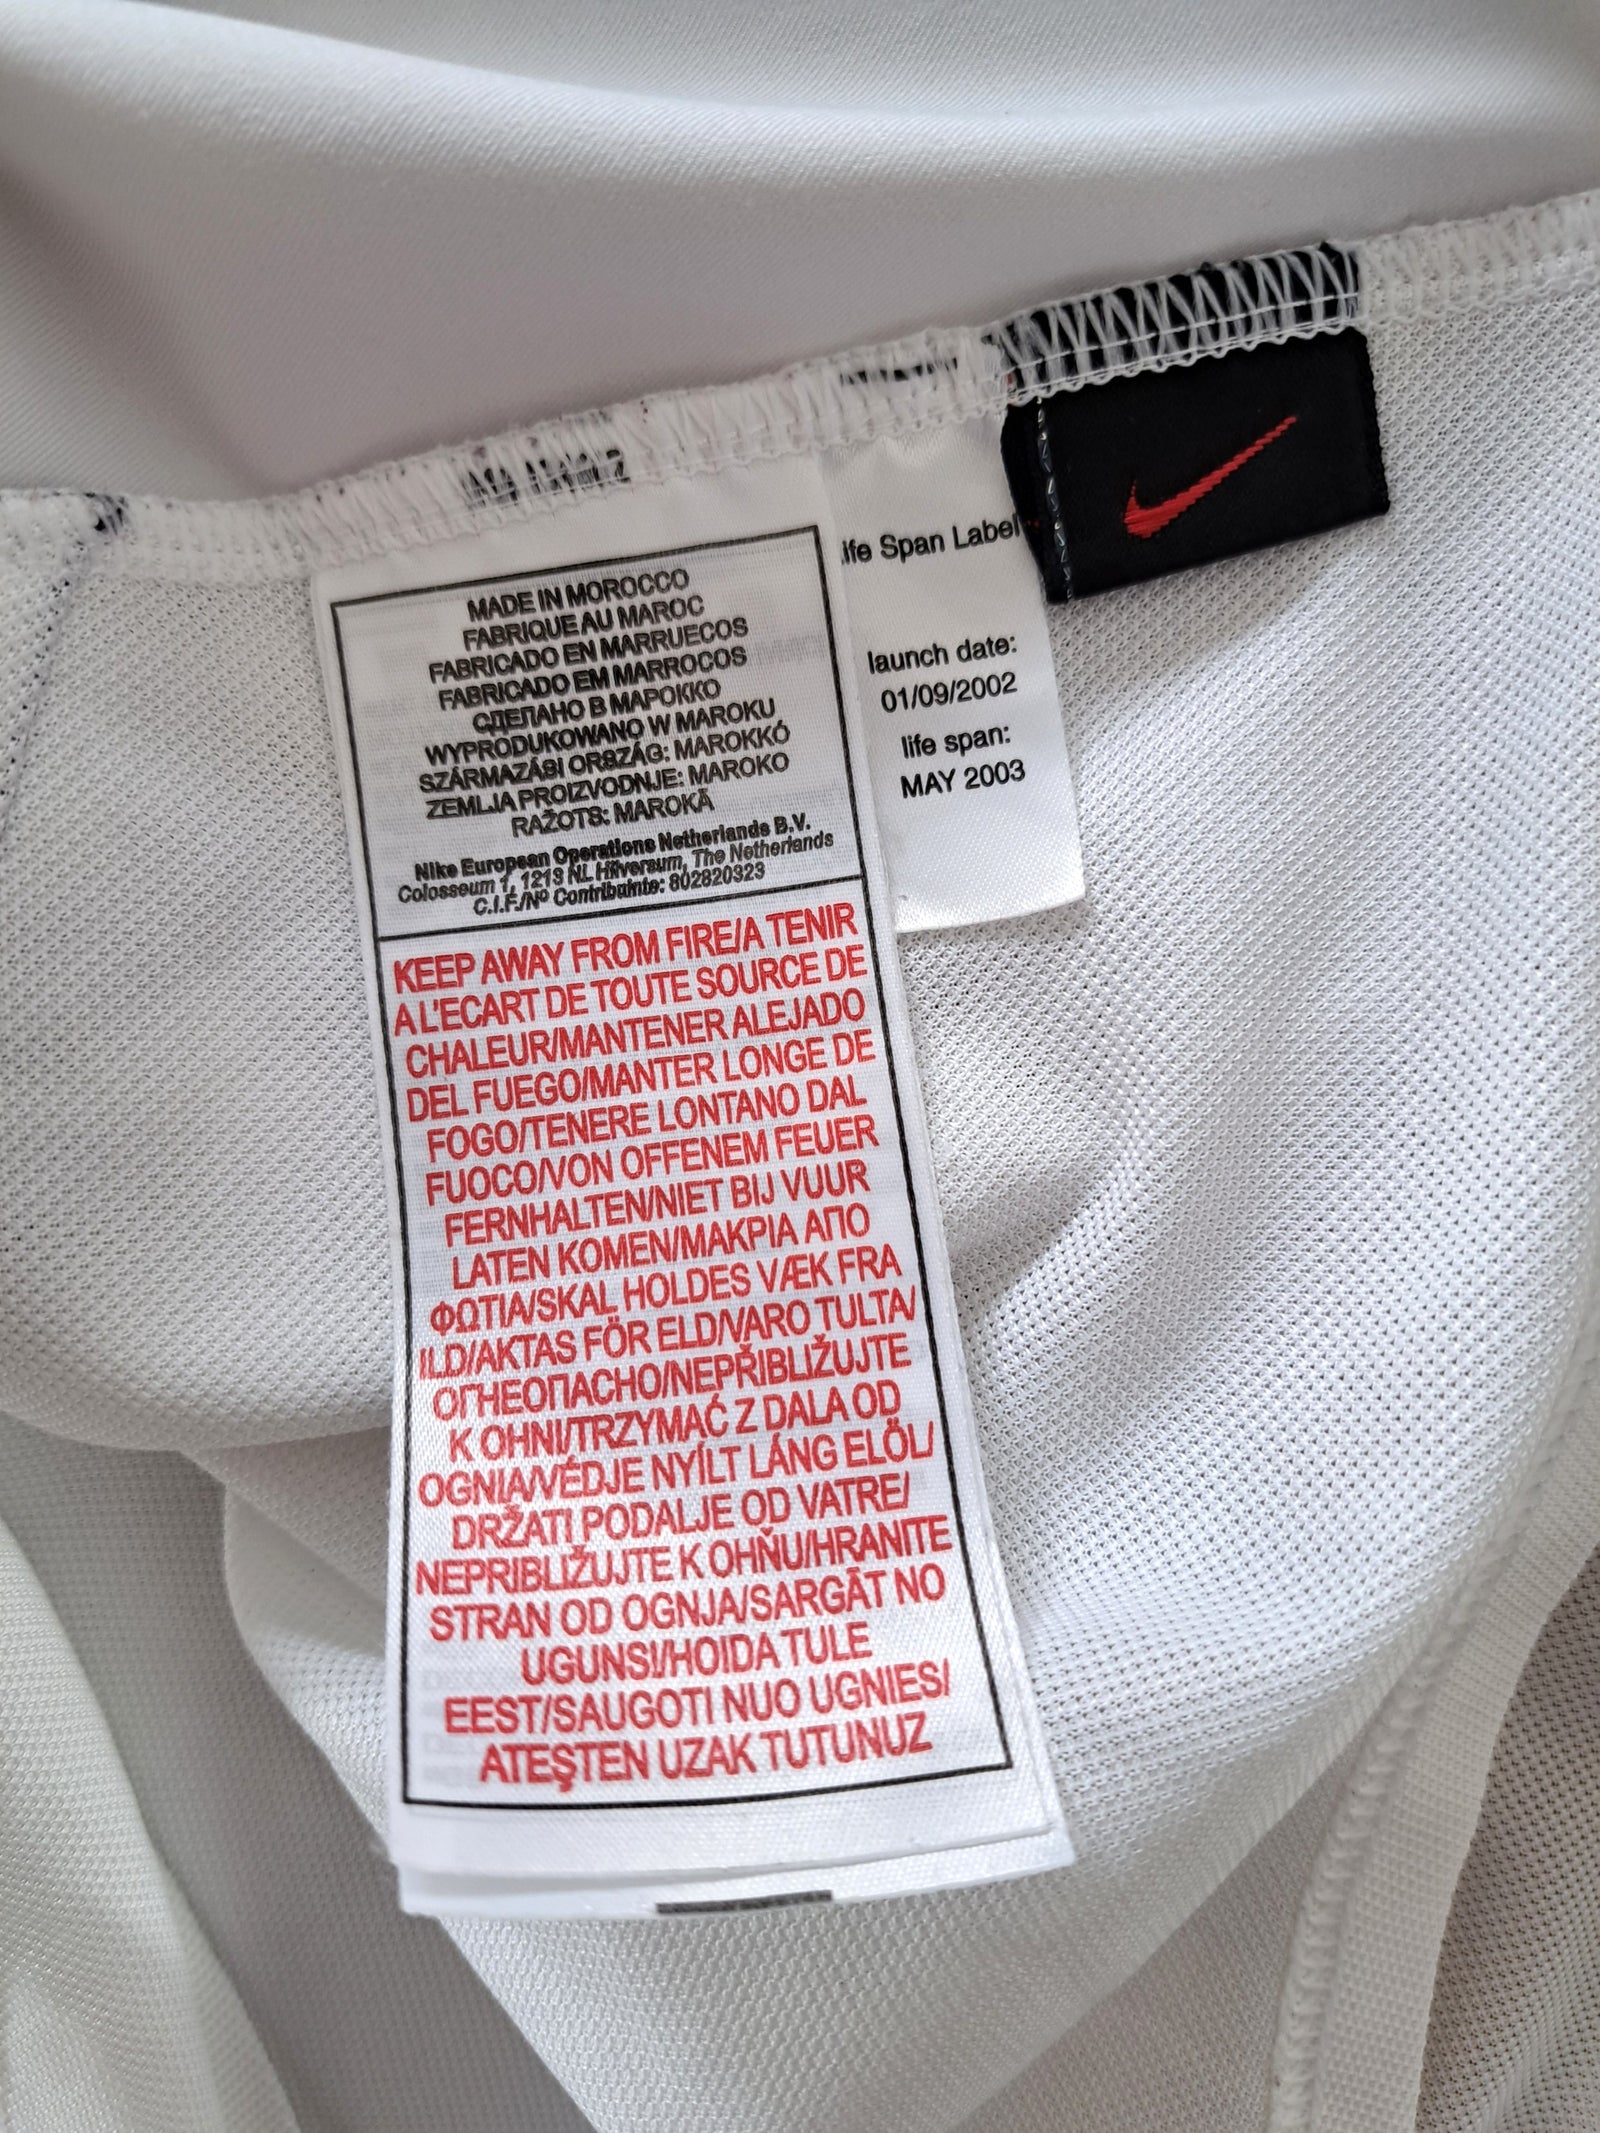 MADE IN MOROCCO
FABRIQUE AU MAROC
FABRICADO EN MARRUECOS
FABRICADO EM MARROCOS
СДЕЛАНО В МАРОККО
WYPRODUKOWANO W MAROKU
SZÁRMAZÁSI ORSZÁG: MAROKKÓ
ZEMLJA PROIZVODNJE: MAROKO
RAŽOTS: MAROKĀ
Nike European Operations Netherlands B.V.
Colosseum 1, 1213 NL Hilversum, The Netherlands
C.I.F./Nº Contribuinte: 802820323
KEEP AWAY FROM FIRE/A TENIR
A L'ECART DE TOUTE SOURCE DE
CHALEUR/MANTENER ALEJADO
DEL FUEGO/MANTER LONGE DE
FOGO/TENERE LONTANO DAL
FUOCO/VON OFFENEM FEUER
FERNHALTEN/NIET BIJ VUUR
LATEN KOMEN/ΜΑΚΡΙΑ ΑΠΟ
ΦΩΤΙΑ/SKAL HOLDES VÆK FRA
ILD/AKTAS FÖR ELD/VARO TULTA/
ОГНЕОПАСНО/NEPŘIBLIŽUJTE
K OHNI/TRZYMAĆ Z DALA OD
OGNIA/VÉDJE NYÍLT LÁNG ELÖL/
DRŽATI PODALJE OD VATRE/
NEPRIBLIŽUJTE K OHŇU/HRANITE
STRAN OD OGNJA/SARGĀT NO
UGUNSI/HOIDA TULE
EEST/SAUGOTI NUO UGNIES/
ATEŞTEN UZAK TUTUNUZ
ife Span Label
launch date:
01/09/2002
life span:
MAY 2003